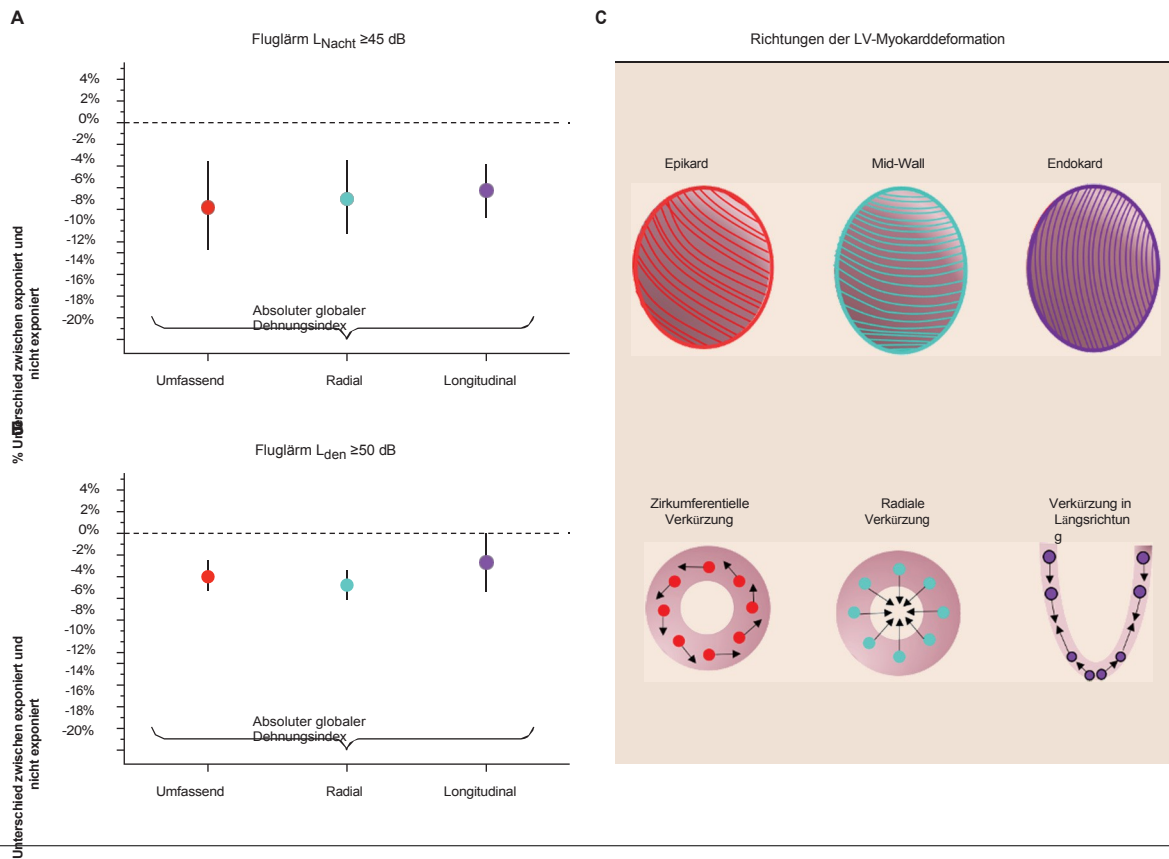 A
Fluglärm LNacht ≥45 dB
4%
2%
0%
-2%
-4%
-6%
-8%
-10%
-12%
-14%
-16%
-18%
-20%
% Unterschied zwischen exponiert und
nicht exponiert
Absoluter globaler
Dehnungsindex
Umfassend
Radial
Longitudinal
B
Fluglärm Lden ≥50 dB
4%
2%
0%
-2%
-4%
-6%
-8%
-10%
-12%
-14%
-16%
-18%
-20%
Unterschied zwischen exponiert und
nicht exponiert
Absoluter globaler
Dehnungsindex
Umfassend
Radial
Longitudinal
C
Richtungen der LV-Myokarddeformation
Epikard
Mid-Wall
Endokard
Zirkumferentielle
Verkürzung
Radiale
Verkürzung
Verkürzung in
Längsrichtun
g